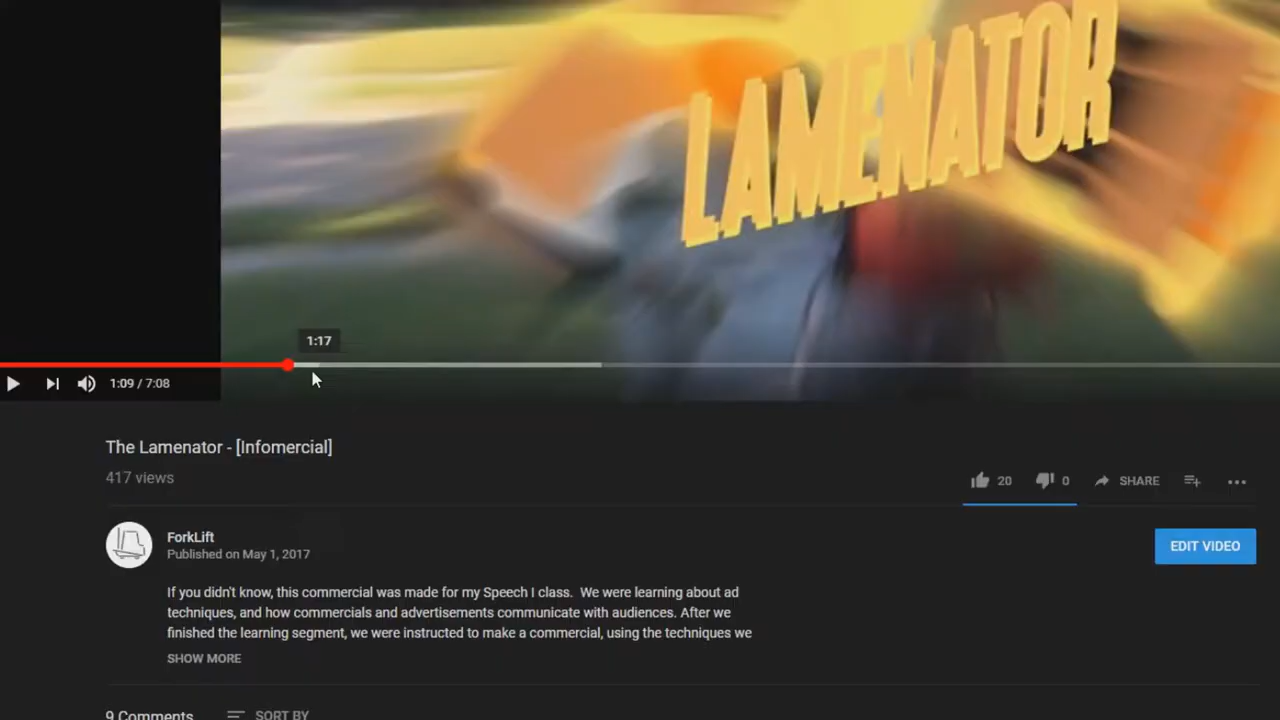 LAMENATOR
1:17
1:09 / 7:08
The Lamenator - [Infomercial]
417 views
20 0 SHARE
ForkLift
Published on May 1, 2017
EDIT VIDEO
If you didn't know, this commercial was made for my Speech I class. We were learning about ad
techniques, and how commercials and advertisements communicate with audiences. After we
finished the learning segment, we were instructed to make a commercial, using the techniques we
SHOW MORE
9 Comments SORT BY